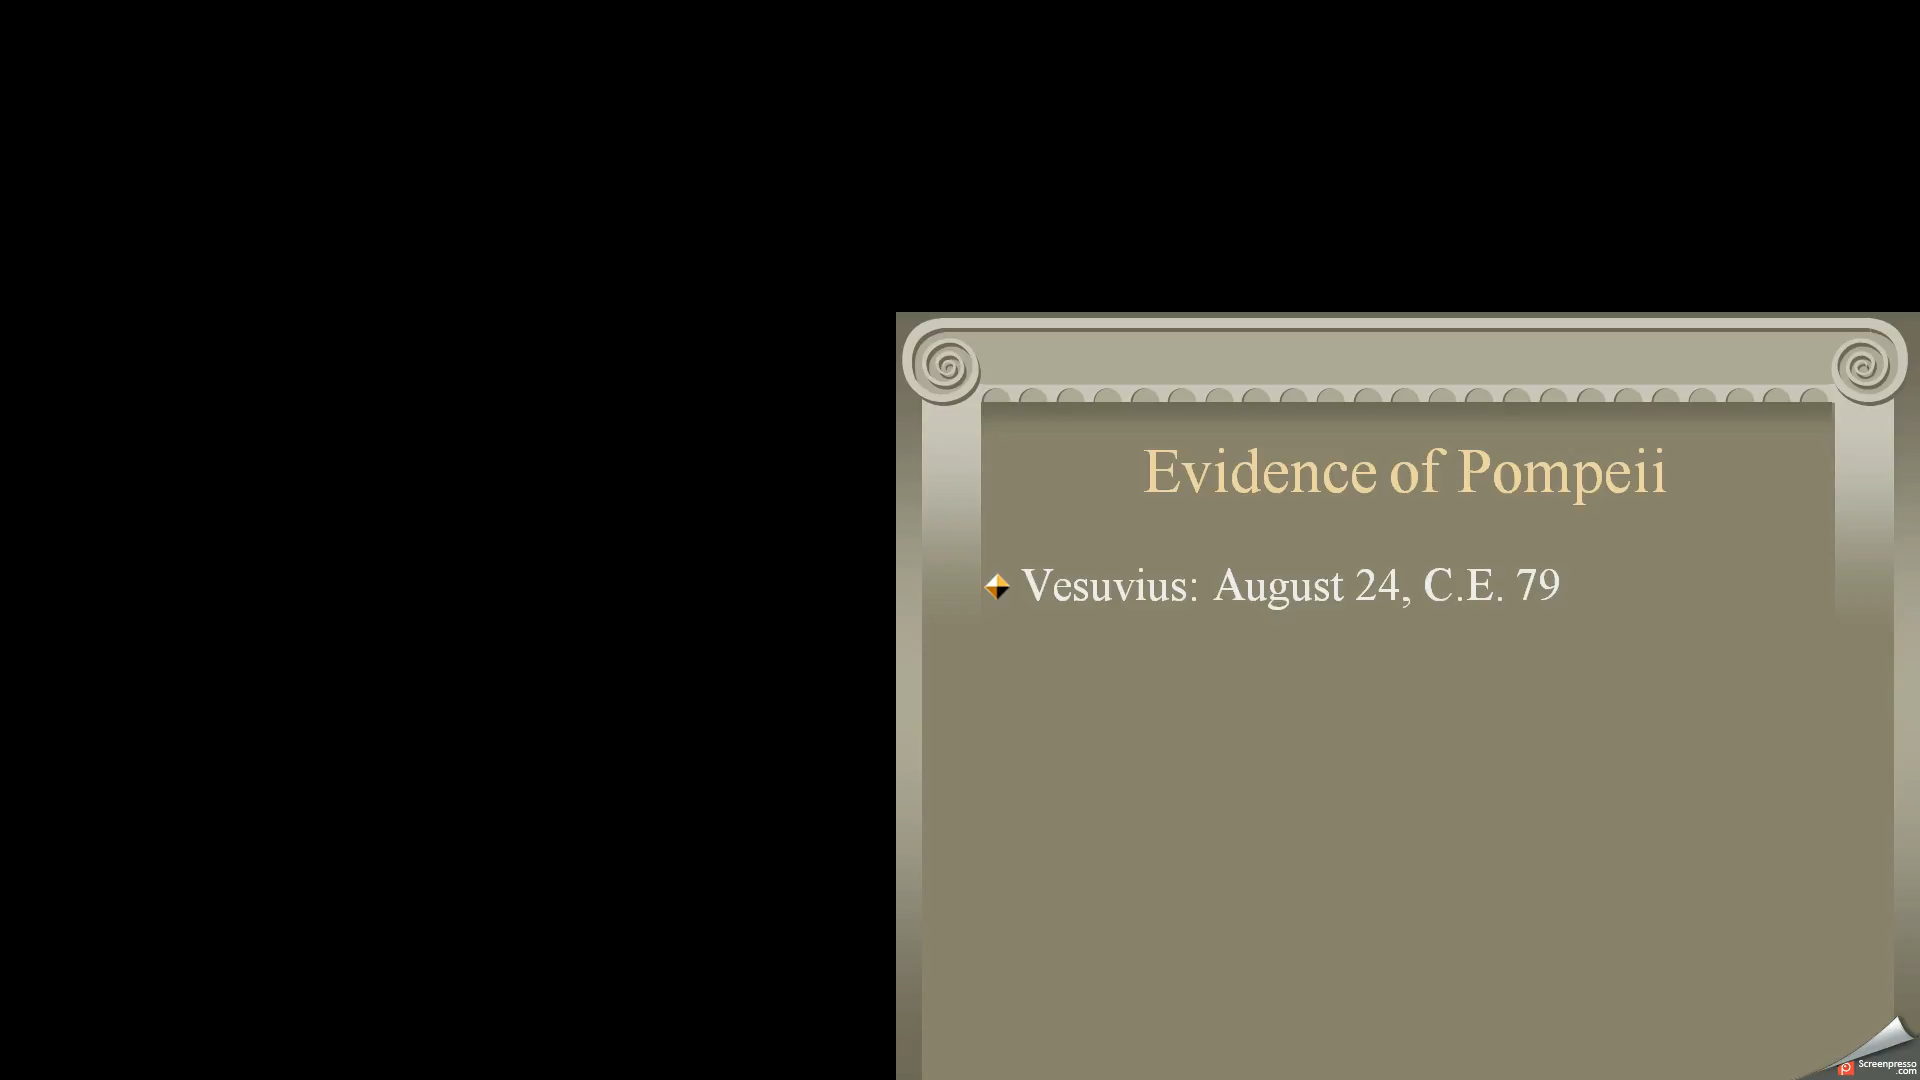 Evidence of Pompeii
Vesuvius: August 24, C.E. 79
Screenpresso
.com